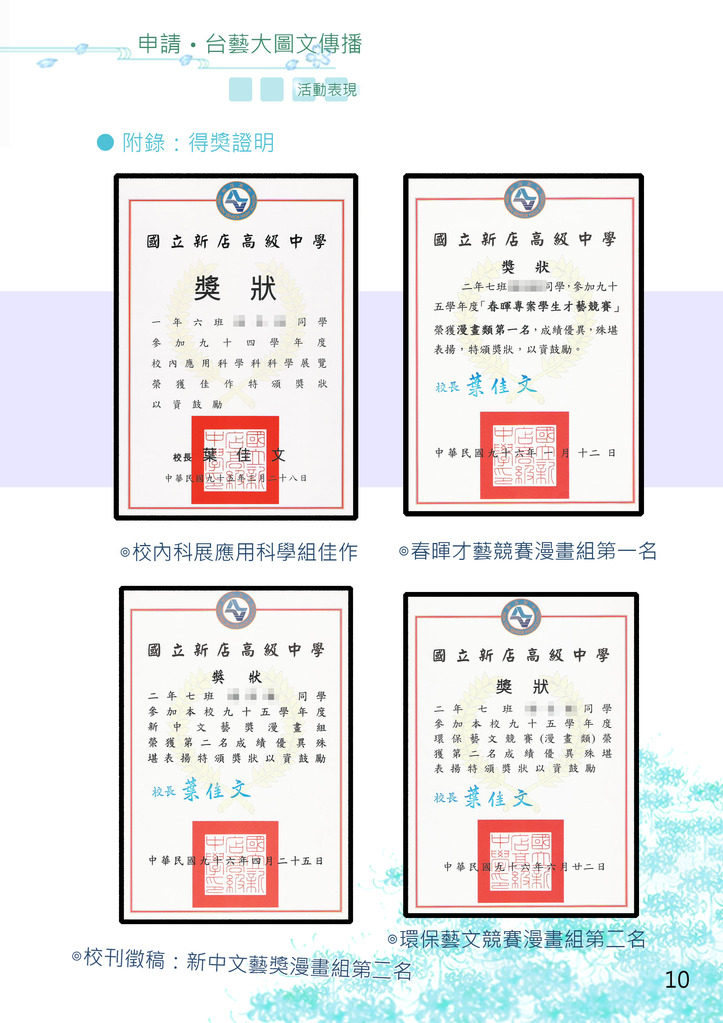 申請・台藝大圖文傳播
活動表現
● 附錄：得獎證明
國立新店高級中學
獎狀
一年六班 同學
參加九十四學年度
校內應用科學科科學展覽
榮獲佳作特頒獎狀
以資鼓勵
校長 葉佳文
中華民國九十五年三月二十八日
國立新店高級中學
獎狀
二年七班 同學，參加九十
五學年度「春暉專案學生才藝競賽」
榮獲漫畫類第一名，成績優異，殊堪
表揚，特頒獎狀，以資鼓勵。
校長 葉佳文
中華民國九十六年一月十二日
◎校內科展應用科學組佳作
◎春暉才藝競賽漫畫組第一名
國立新店高級中學
獎狀
二年七班 同學
參加本校九十五學年度
新中文藝獎漫畫組
榮獲第二名成績優異殊
堪表揚特頒獎狀以資鼓勵
校長 葉佳文
中華民國九十六年四月二十五日
國立新店高級中學
獎狀
二年七班 同學
參加本校九十五學年度
環保藝文競賽(漫畫類)榮
獲第二名成績優異殊堪
表揚特頒獎狀以資鼓勵
校長 葉佳文
中華民國九十六年六月廿二日
◎校刊徵稿：新中文藝獎漫畫組第二名
◎環保藝文競賽漫畫組第二名
10